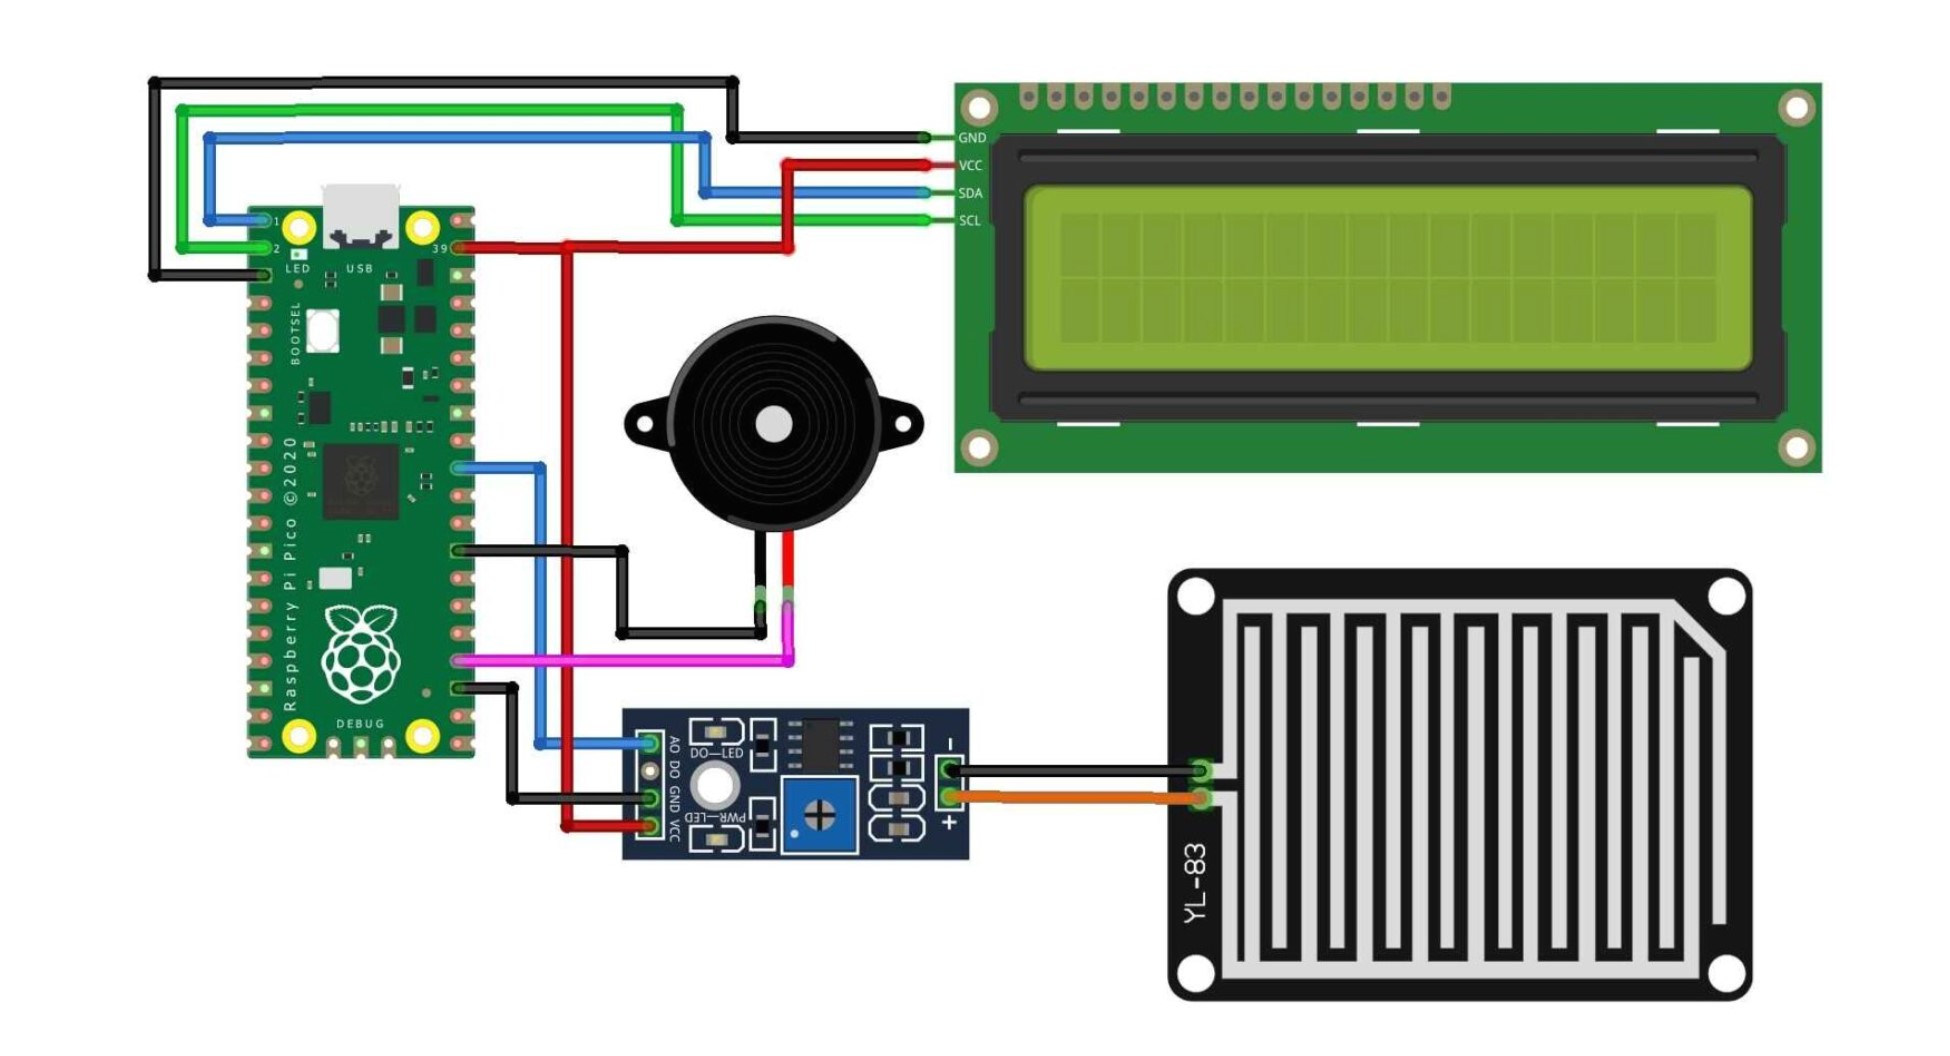 GND
VCC
SDA
SCL
1
2
39
LED
USB
BOOTSEL
Raspberry Pi Pico ©2020
DEBUG
AO DO GND VCC
DO—LED
PWR—LED
-
+
YL-83